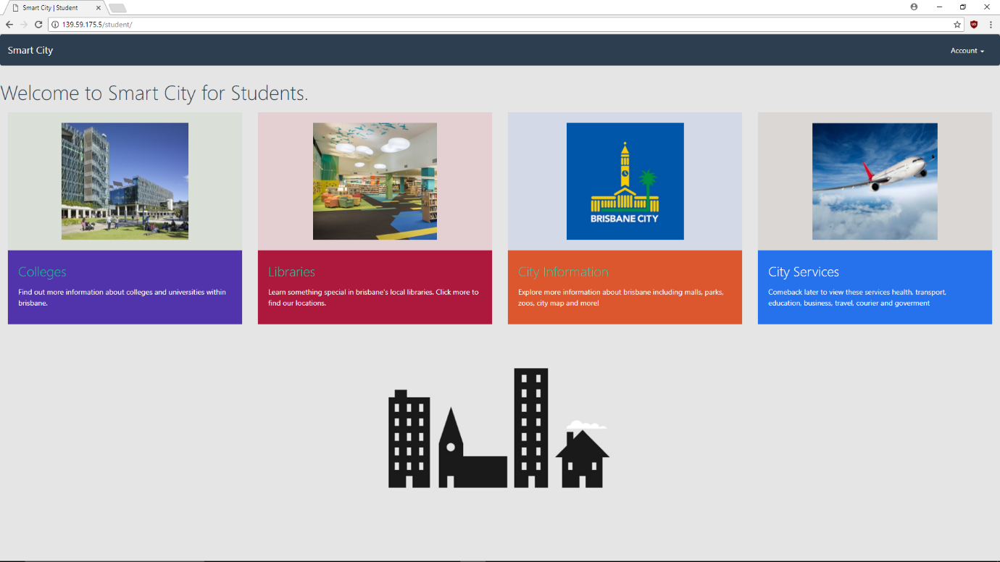 Smart City | Student
139.59.175.5/student/
Smart City
Account
Welcome to Smart City for Students.
BRISBANE CITY
Colleges
Find out more information about colleges and universities within
brisbane.
Libraries
Learn something special in brisbane's local libraries. Click more to
find our locations.
City Information
Explore more information about brisbane including malls, parks,
zoos, city map and more!
City Services
Comeback later to view these services health, transport,
education, business, travel, courier and goverment